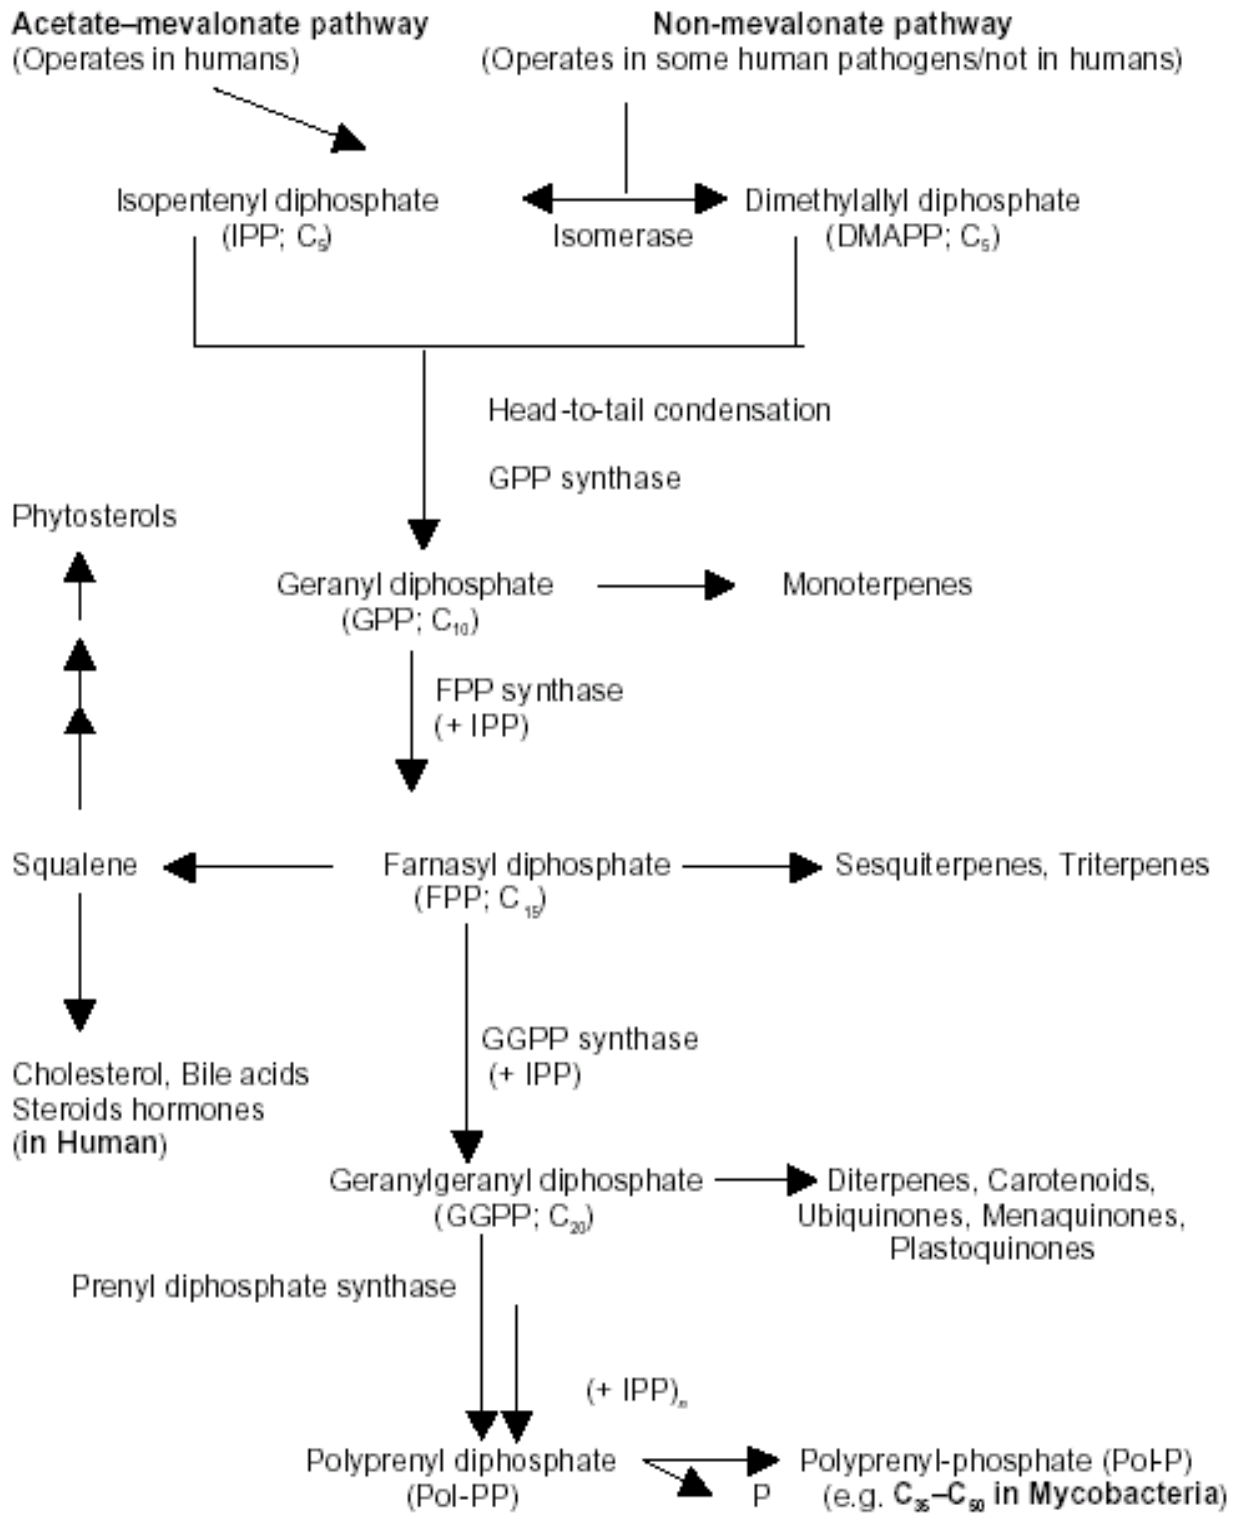 Acetate–mevalonate pathway
(Operates in humans)
Non-mevalonate pathway
(Operates in some human pathogens/not in humans)
Isopentenyl diphosphate
(IPP; C5)
Isomerase
Dimethylallyl diphosphate
(DMAPP; C5)
Head-to-tail condensation
GPP synthase
Phytosterols
Geranyl diphosphate
(GPP; C10)
Monoterpenes
FPP synthase
(+ IPP)
Squalene
Farnasyl diphosphate
(FPP; C15)
Sesquiterpenes, Triterpenes
GGPP synthase
(+ IPP)
Cholesterol, Bile acids
Steroids hormones
(in Human)
Geranylgeranyl diphosphate
(GGPP; C20)
Diterpenes, Carotenoids,
Ubiquinones, Menaquinones,
Plastoquinones
Prenyl diphosphate synthase
(+ IPP)n
Polyprenyl diphosphate
(Pol-PP)
P
Polyprenyl-phosphate (Pol-P)
(e.g. C35–C50 in Mycobacteria)